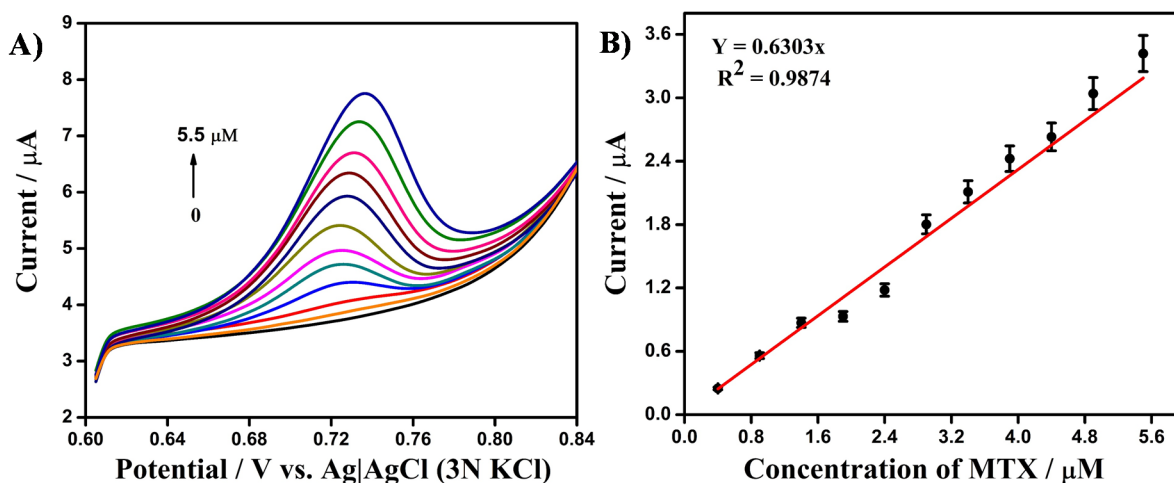 A)
9
8
7
6
5
4
3
2
Current / μA
5.5 μM
0
0.60 0.64 0.68 0.72 0.76 0.80 0.84
Potential / V vs. Ag|AgCl (3N KCl)
B)
Y = 0.6303x
R² = 0.9874
3.6
3.0
2.4
1.8
1.2
0.6
0.0
Current / μA
0.0 0.8 1.6 2.4 3.2 4.0 4.8 5.6
Concentration of MTX / μM